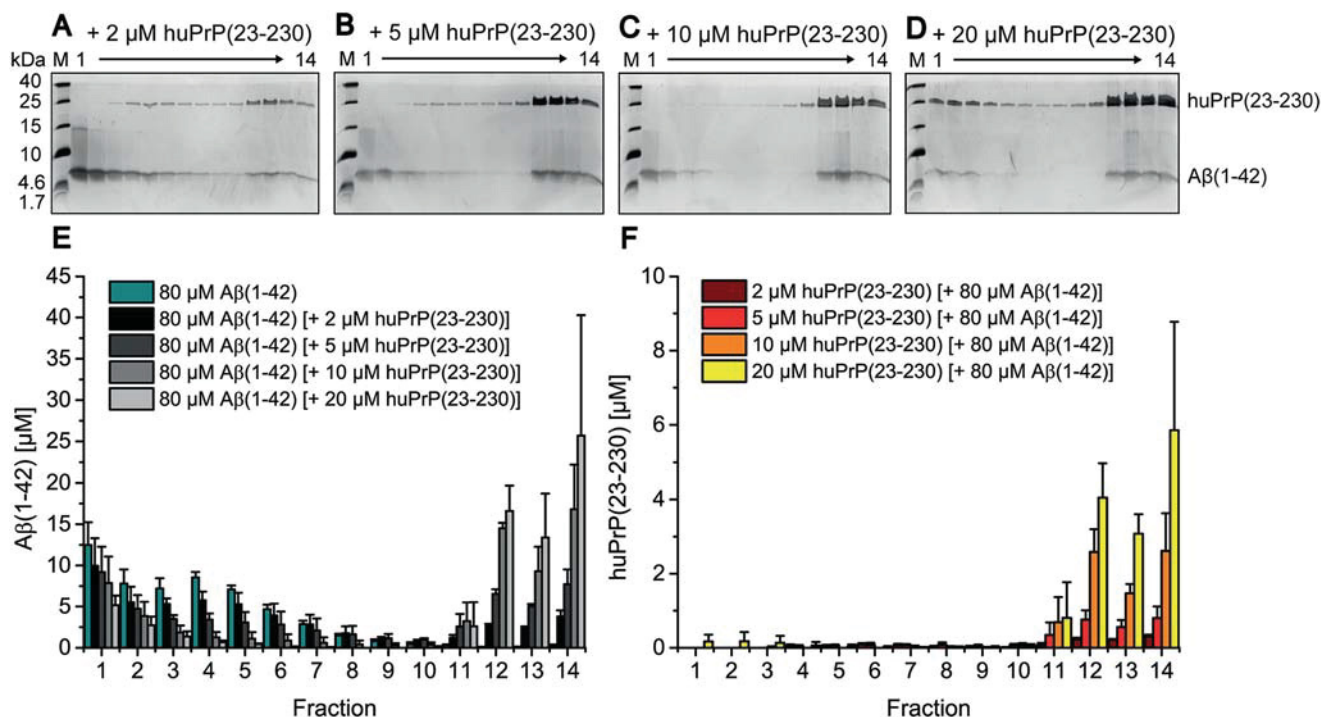 A
+ 2 µM huPrP(23-230)
B
+ 5 µM huPrP(23-230)
C
+ 10 µM huPrP(23-230)
D
+ 20 µM huPrP(23-230)
kDa M 1 14 M 1 14 M 1 14 M 1 14
40
25
15
10
4.6
1.7
huPrP(23-230)
Aβ(1-42)
E
45
40
35
30
25
20
15
10
5
0
Aβ(1-42) [µM]
80 µM Aβ(1-42)
80 µM Aβ(1-42) [+ 2 µM huPrP(23-230)]
80 µM Aβ(1-42) [+ 5 µM huPrP(23-230)]
80 µM Aβ(1-42) [+ 10 µM huPrP(23-230)]
80 µM Aβ(1-42) [+ 20 µM huPrP(23-230)]
1 2 3 4 5 6 7 8 9 10 11 12 13 14
Fraction
F
10
8
6
4
2
0
huPrP(23-230) [µM]
2 µM huPrP(23-230) [+ 80 µM Aβ(1-42)]
5 µM huPrP(23-230) [+ 80 µM Aβ(1-42)]
10 µM huPrP(23-230) [+ 80 µM Aβ(1-42)]
20 µM huPrP(23-230) [+ 80 µM Aβ(1-42)]
1 2 3 4 5 6 7 8 9 10 11 12 13 14
Fraction